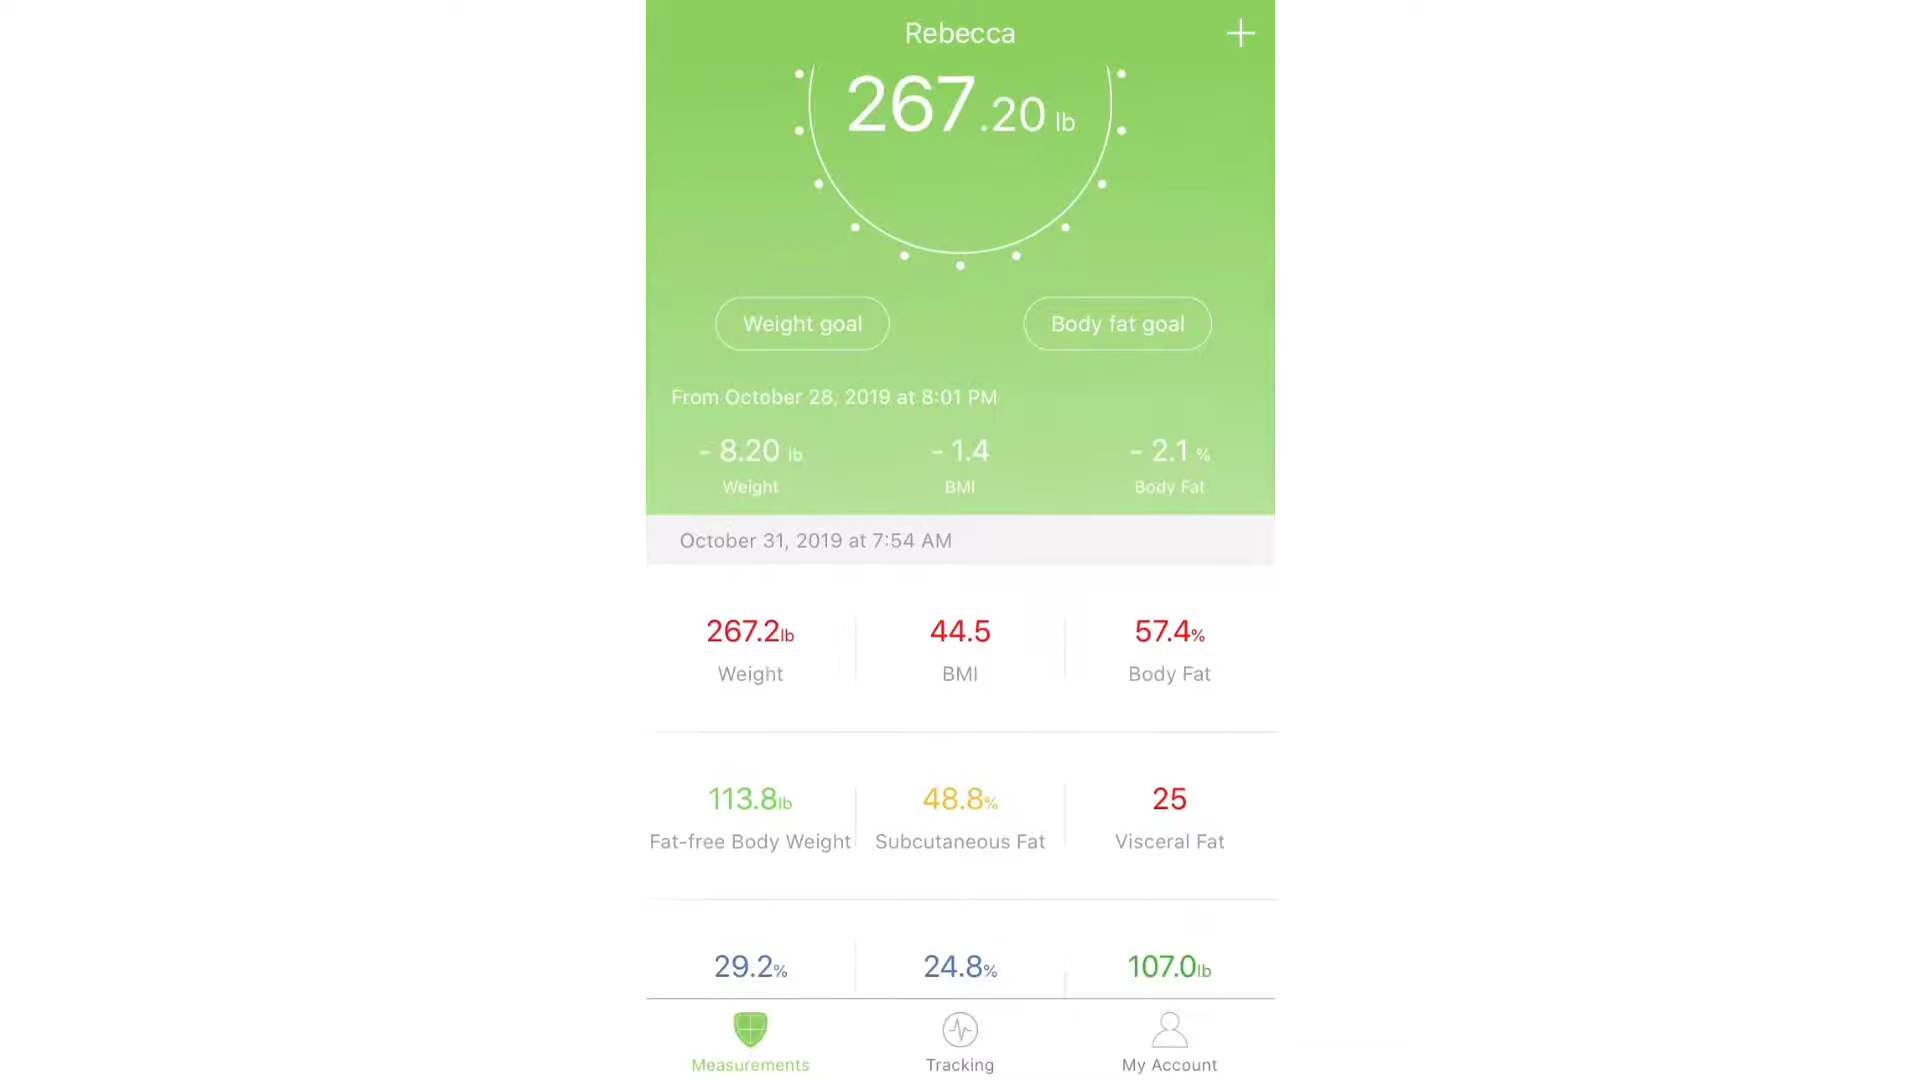 Rebecca
267.20 lb
Weight goal Body fat goal
From October 28, 2019 at 8:01 PM
- 8.20 lb - 1.4 - 2.1 %
Weight BMI Body Fat
October 31, 2019 at 7:54 AM
267.2lb 44.5 57.4%
Weight BMI Body Fat
113.8lb 48.8% 25
Fat-free Body Weight Subcutaneous Fat Visceral Fat
29.2% 24.8% 107.0lb
Measurements Tracking My Account